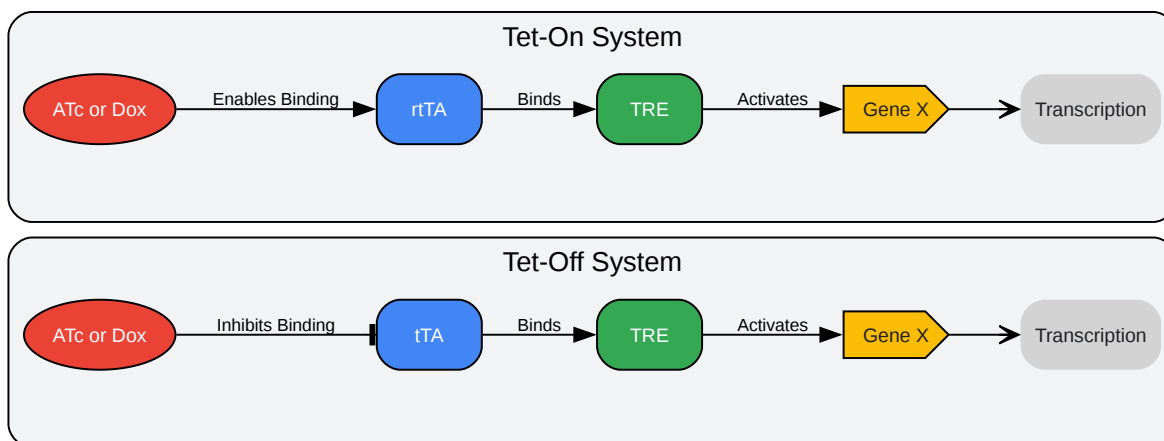 Tet-On System
ATc or Dox
Enables Binding
rtTA
Binds
TRE
Activates
Gene X
Transcription
Tet-Off System
ATc or Dox
Inhibits Binding
tTA
Binds
TRE
Activates
Gene X
Transcription